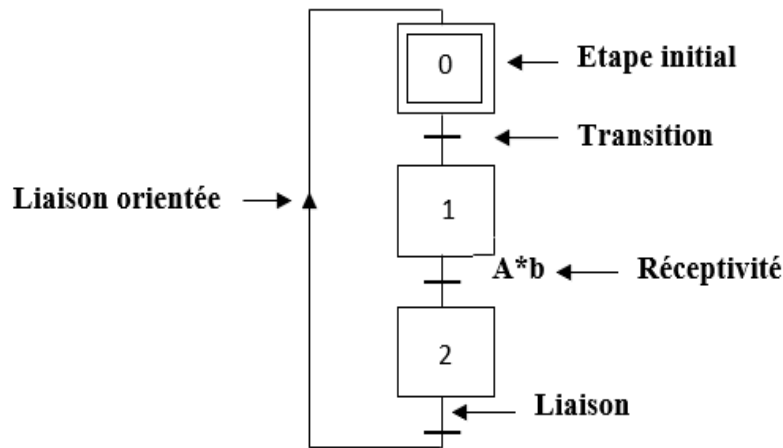 0
Etape initial
Transition
Liaison orientée
1
A*b
Réceptivité
2
Liaison